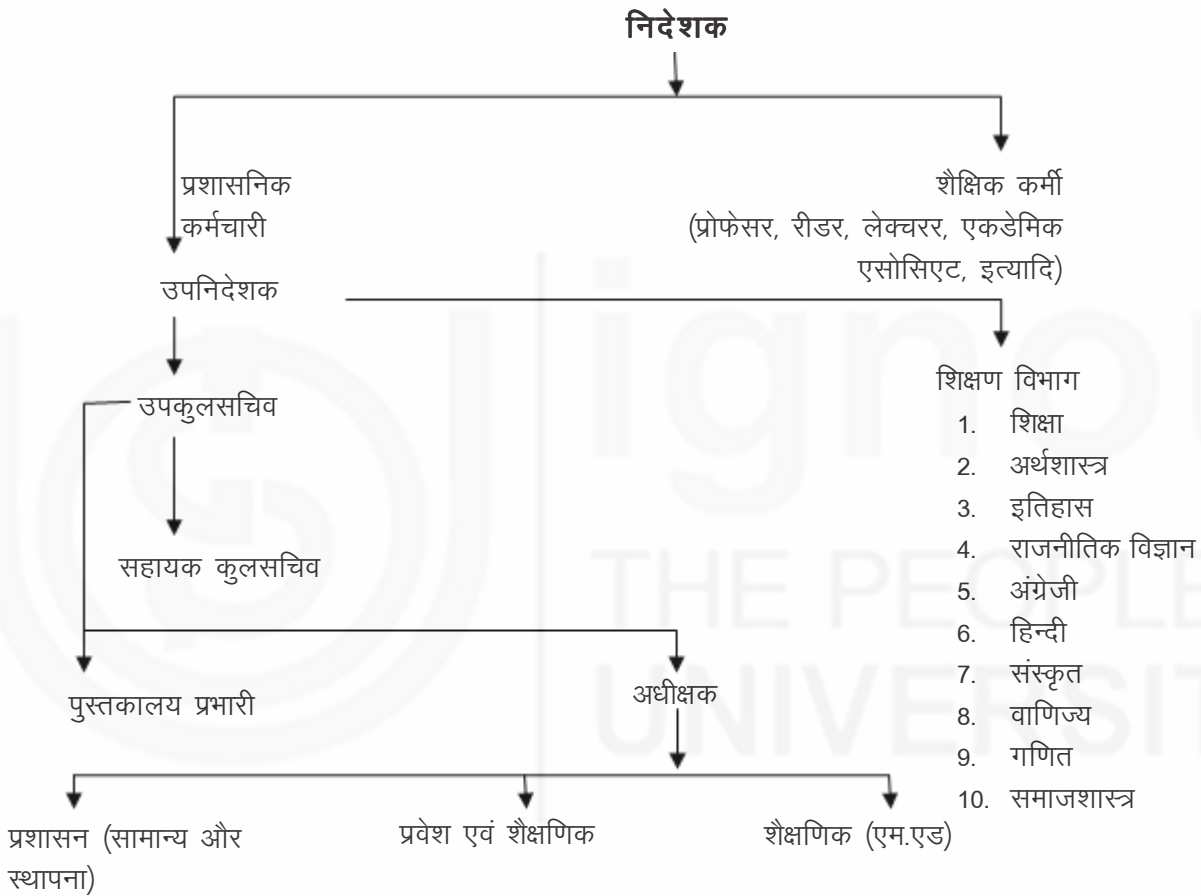 निदेशक
प्रशासनिक
कर्मचारी
शैक्षिक कर्मी
(प्रोफेसर, रीडर, लेक्चरर, एकडेमिक
एसोसिएट, इत्यादि)
उपनिदेशक
उपकुलसचिव
सहायक कुलसचिव
शिक्षण विभाग
1. शिक्षा
2. अर्थशास्त्र
3. इतिहास
4. राजनीतिक विज्ञान
5. अंग्रेजी
6. हिन्दी
7. संस्कृत
8. वाणिज्य
9. गणित
10. समाजशास्त्र
पुस्तकालय प्रभारी
अधीक्षक
प्रशासन (सामान्य और
स्थापना)
प्रवेश एवं शैक्षणिक
शैक्षणिक (एम.एड)
ignou
THE PEOPLE
UNIVERSIT